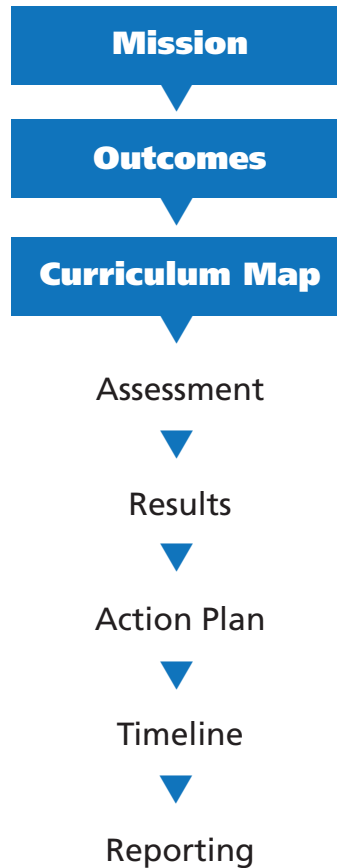 Mission
Outcomes
Curriculum Map
Assessment
Results
Action Plan
Timeline
Reporting